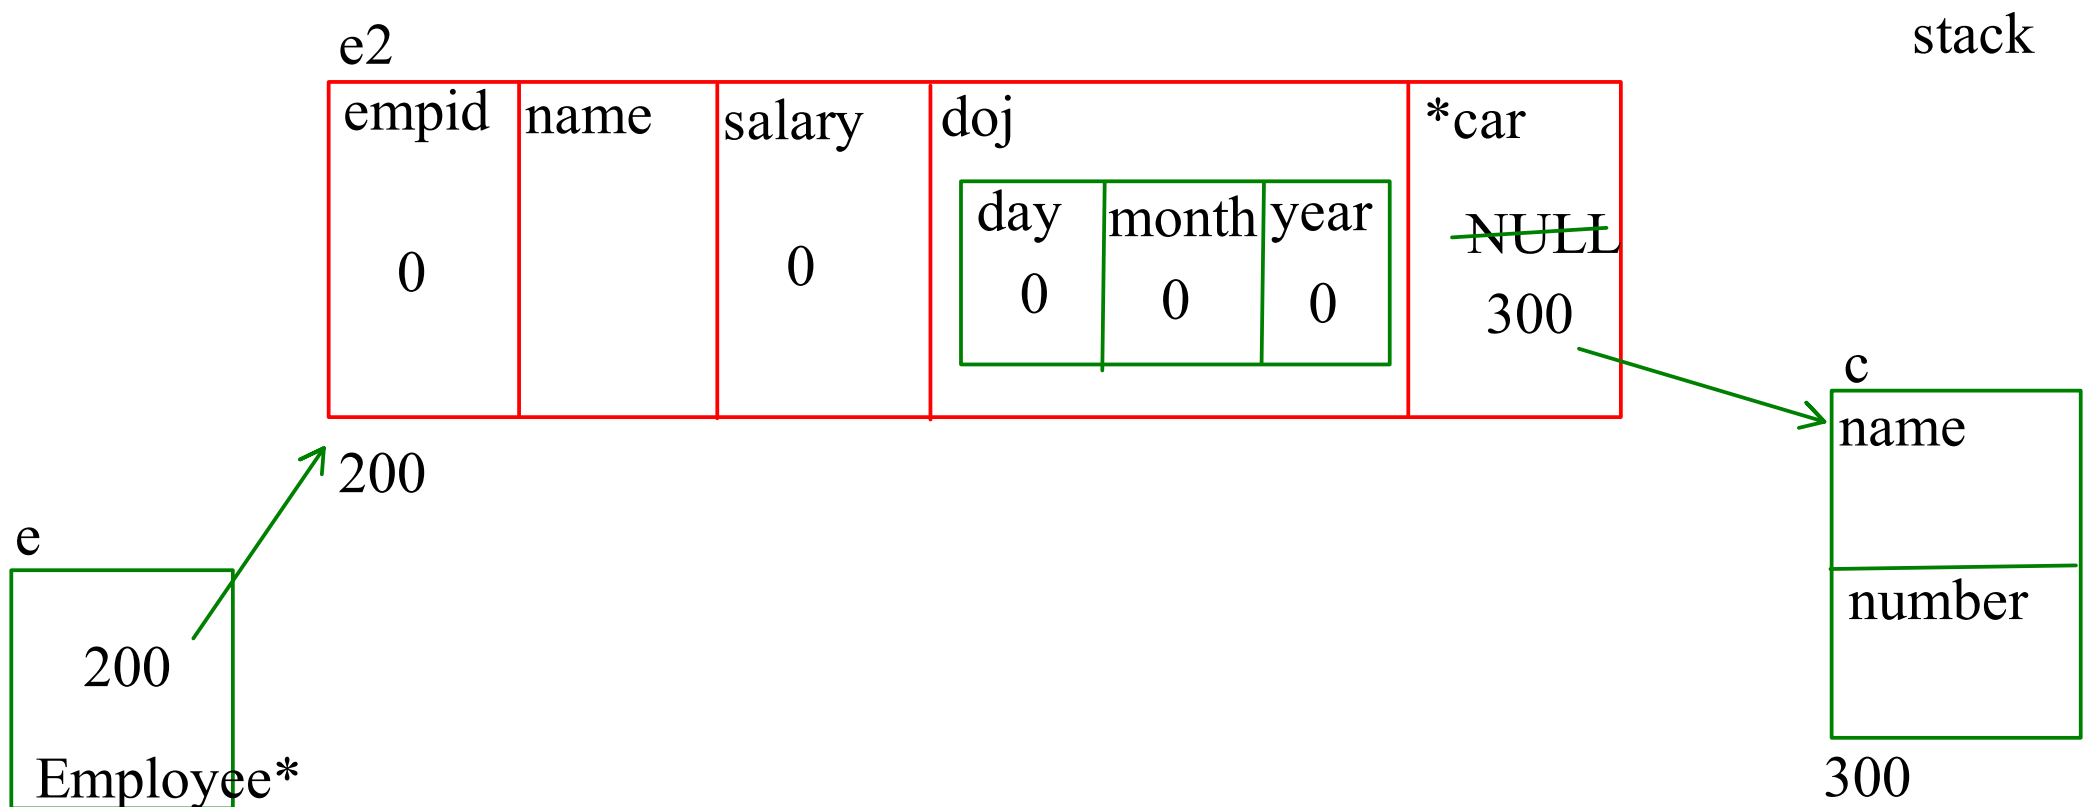 e2
stack
empid name salary doj *car
day month year
NULL
0 0
0 0 0
300
c
name
200
e
number
200
Employee*
300